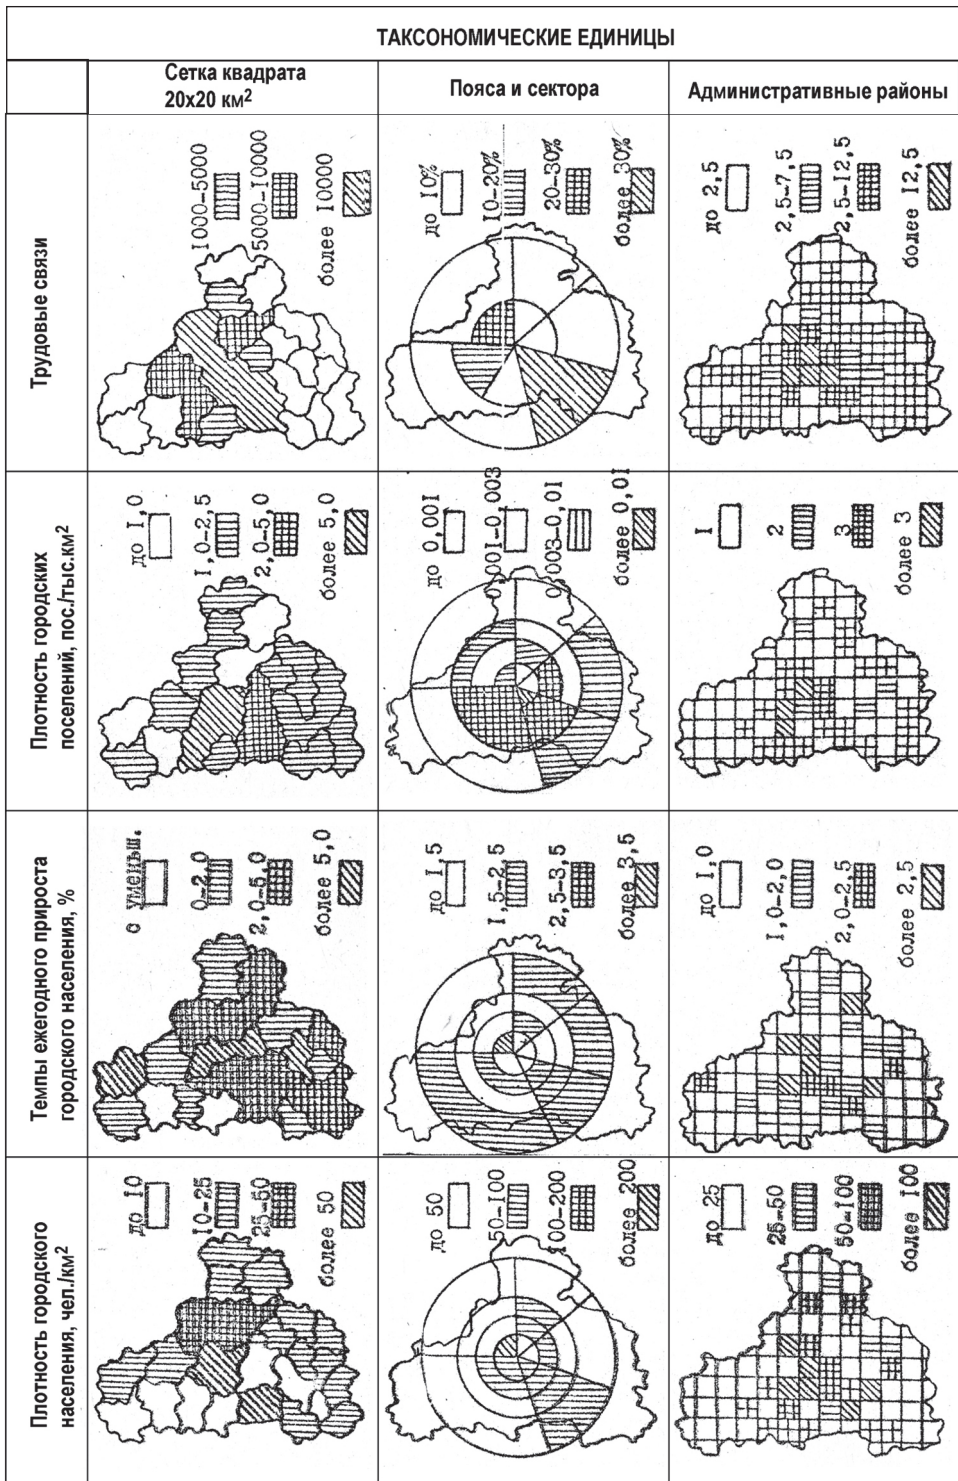 ТАКСОНОМИЧЕСКИЕ ЕДИНИЦЫ
Сетка квадрата
20х20 км²
Пояса и сектора
Административные районы
Трудовые связи
1000-5000
5000-10000
более 10000
до 10%
10-20%
20-30%
более 30%
до 2,5
2,5-7,5
2,5-12,5
более 12,5
Плотность городских
поселений, пос./тыс.км²
до 1,0
1,0-2,5
2,0-5,0
более 5,0
до 0,001
0,001-0,003
0,003-0,01
более 0,01
1
2
3
более 3
Темпы ежегодного прироста
городского населения, %
с уменьш.
0-2,0
2,0-5,0
более 5,0
до 1,5
1,5-2,5
2,5-3,5
более 3,5
до 1,0
1,0-2,0
2,0-2,5
более 2,5
Плотность городского
населения, чел./км²
до 10
10-25
25-50
более 50
до 50
50-100
100-200
более 200
до 25
25-50
50-100
более 100